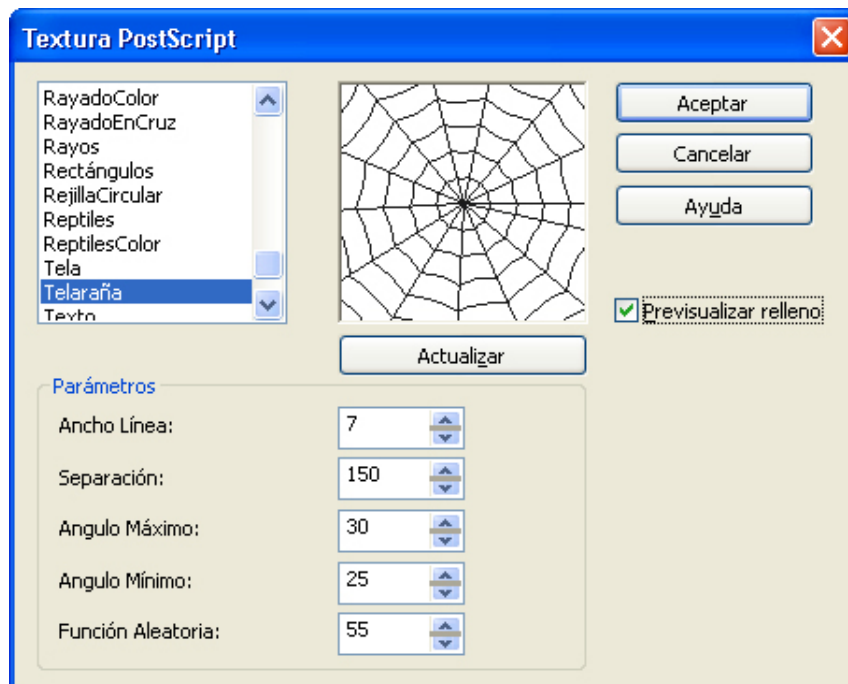 Textura PostScript
RayadoColor
RayadoEnCruz
Rayos
Rectángulos
RejillaCircular
Reptiles
ReptilesColor
Tela
Telaraña
Texto
Aceptar
Cancelar
Ayuda
Previsualizar relleno
Actualizar
Parámetros
Ancho Línea: 7
Separación: 150
Angulo Máximo: 30
Angulo Mínimo: 25
Función Aleatoria: 55